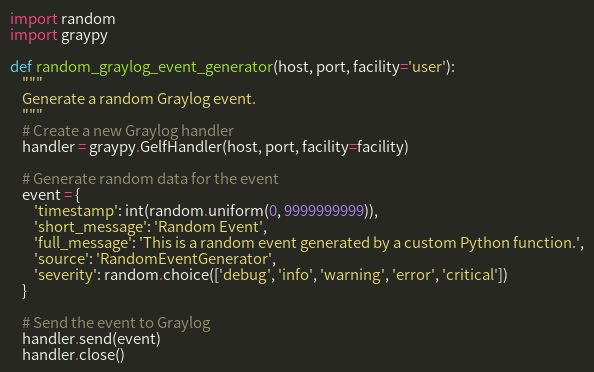 import random
import graypy

def random_graylog_event_generator(host, port, facility='user'):
    """
    Generate a random Graylog event.
    """
    # Create a new Graylog handler
    handler = graypy.GelfHandler(host, port, facility=facility)

    # Generate random data for the event
    event = {
        'timestamp': int(random.uniform(0, 9999999999)),
        'short_message': 'Random Event',
        'full_message': 'This is a random event generated by a custom Python function.',
        'source': 'RandomEventGenerator',
        'severity': random.choice(['debug', 'info', 'warning', 'error', 'critical'])
    }

    # Send the event to Graylog
    handler.send(event)
    handler.close()